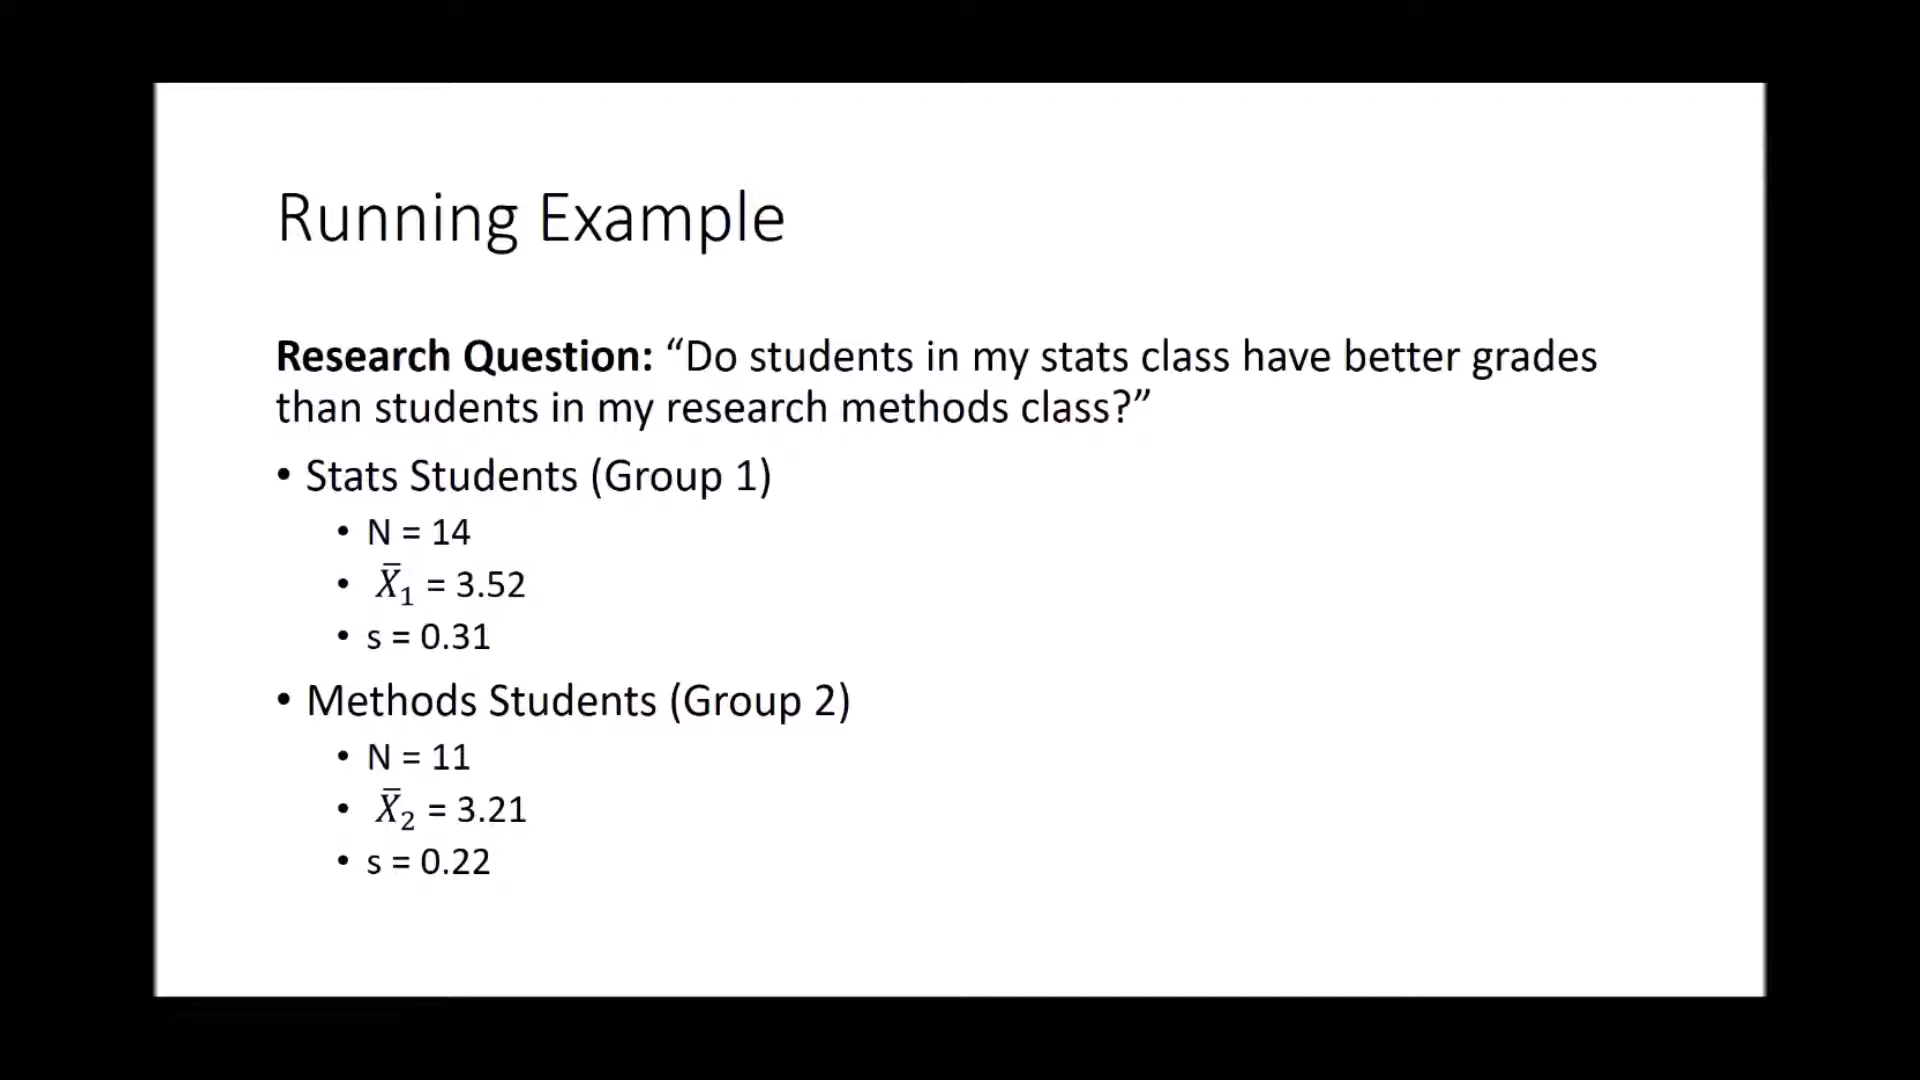 Running Example
Research Question: “Do students in my stats class have better grades
than students in my research methods class?”
• Stats Students (Group 1)
• N = 14
• X̅₁ = 3.52
• s = 0.31
• Methods Students (Group 2)
• N = 11
• X̅₂ = 3.21
• s = 0.22